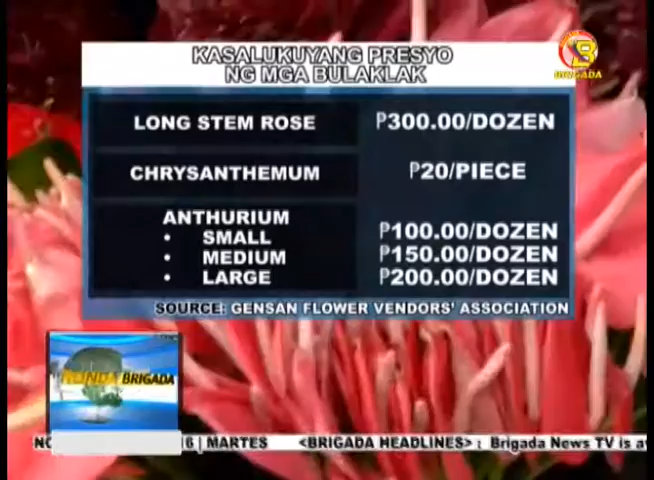 KASALUKUYANG PRESYO
NG MGA BULAKLAK
BRIGADA
LONG STEM ROSE ₱300.00/DOZEN
CHRYSANTHEMUM ₱20/PIECE
ANTHURIUM
• SMALL ₱100.00/DOZEN
• MEDIUM ₱150.00/DOZEN
• LARGE ₱200.00/DOZEN
SOURCE: GENSAN FLOWER VENDORS' ASSOCIATION
RONDA BRIGADA
6 | MARTES <BRIGADA HEADLINES> : Brigada News TV is